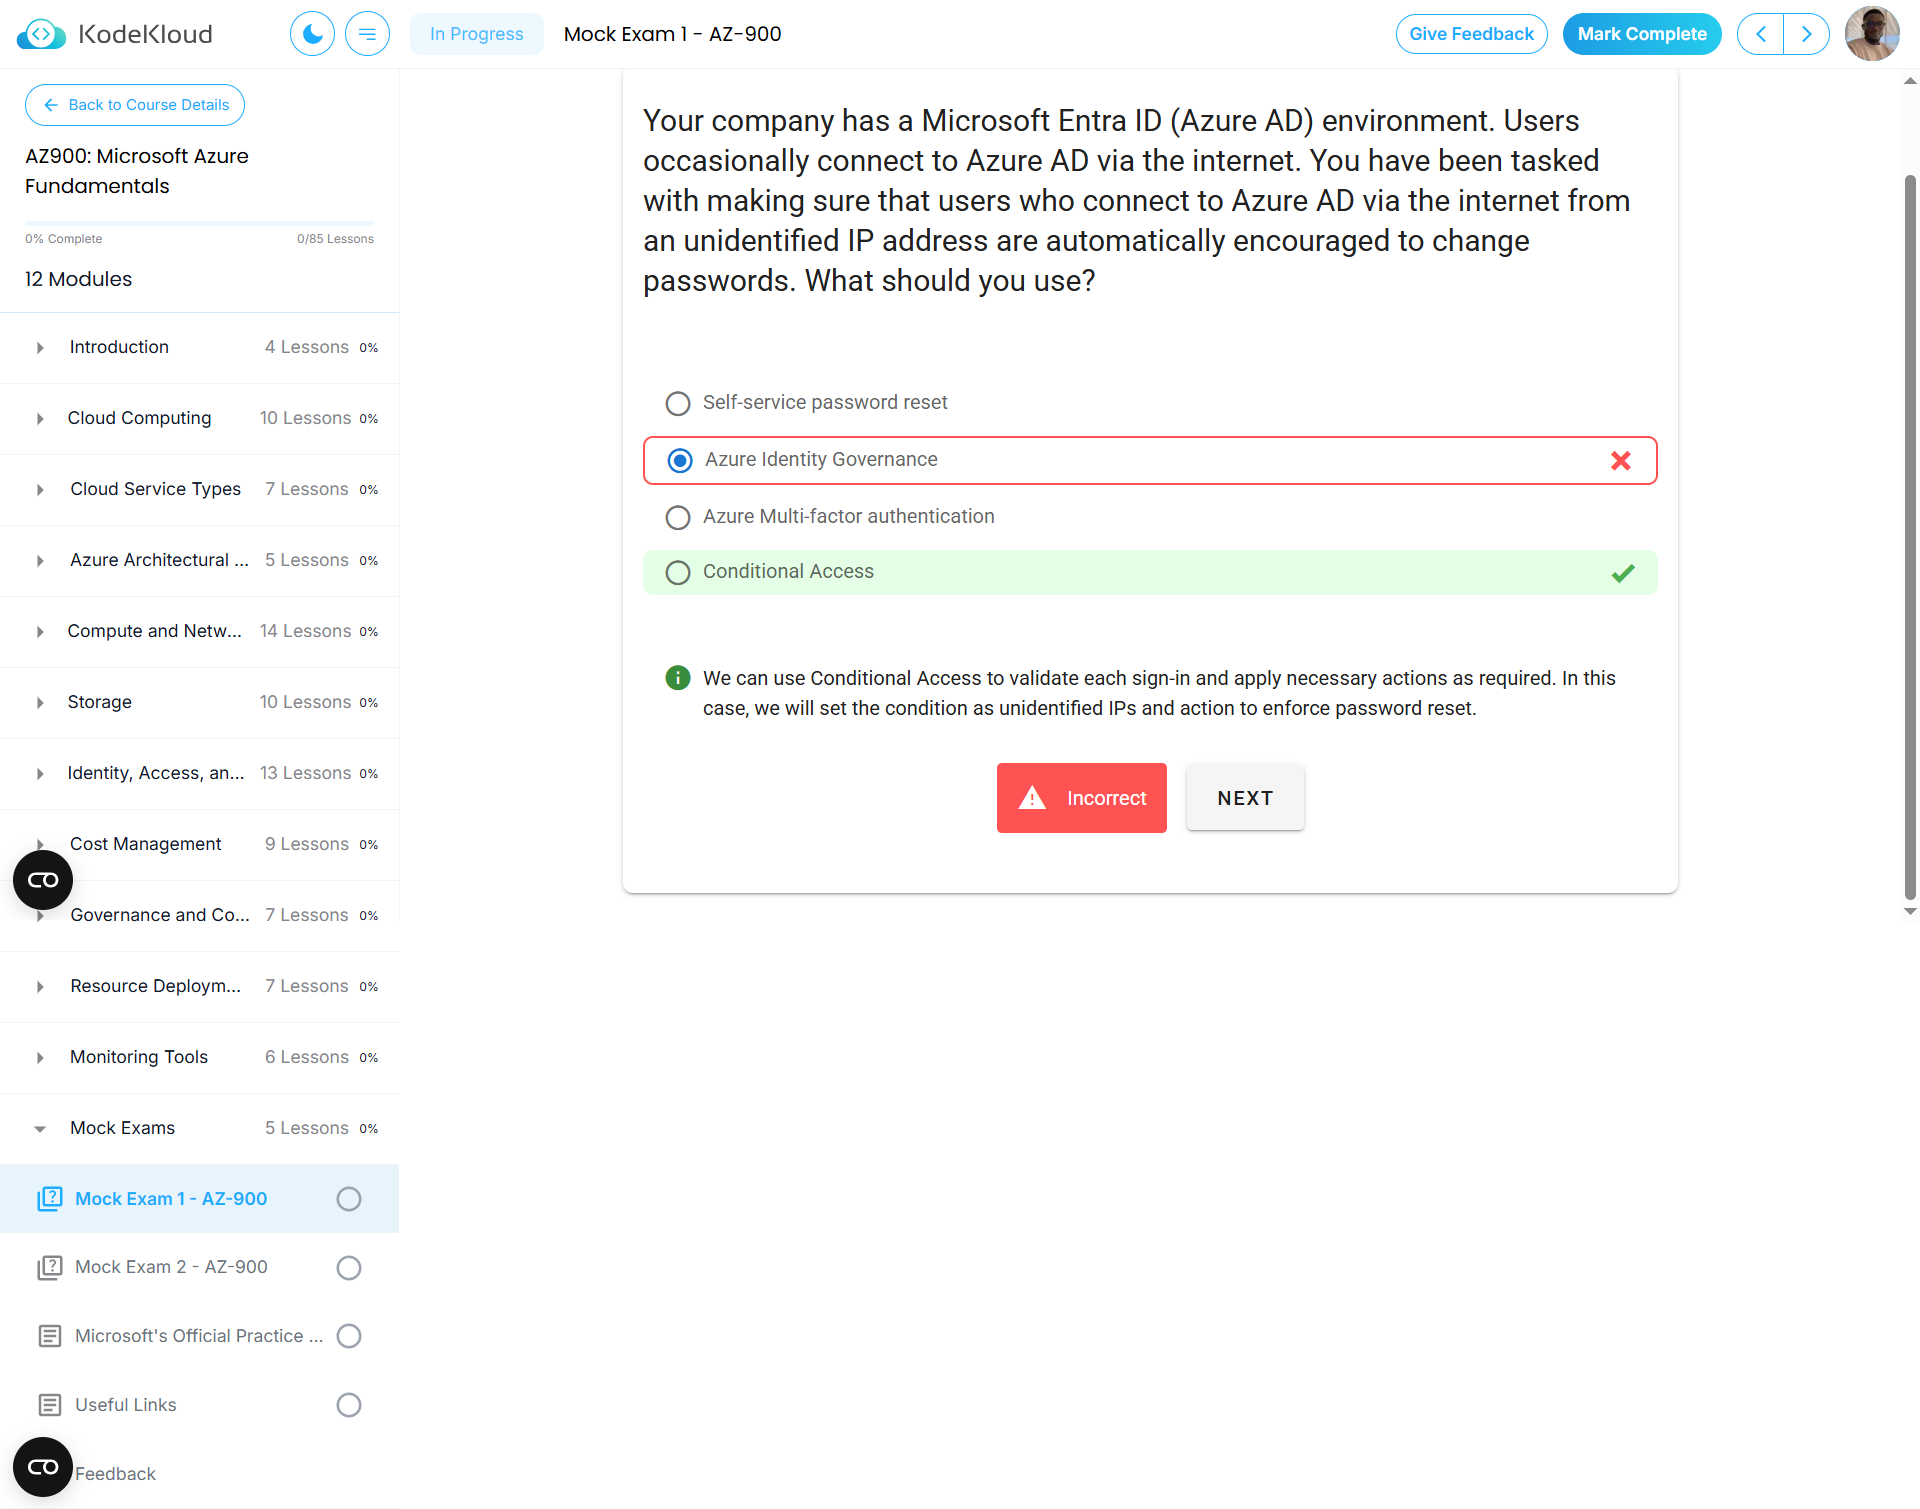 KodeKloud
In Progress
Mock Exam 1 - AZ-900
Give Feedback
Mark Complete
Back to Course Details
AZ900: Microsoft Azure
Fundamentals
0% Complete
0/85 Lessons
12 Modules
Introduction 4 Lessons 0%
Cloud Computing 10 Lessons 0%
Cloud Service Types 7 Lessons 0%
Azure Architectural ... 5 Lessons 0%
Compute and Netw... 14 Lessons 0%
Storage 10 Lessons 0%
Identity, Access, an... 13 Lessons 0%
Cost Management 9 Lessons 0%
Governance and Co... 7 Lessons 0%
Resource Deploym... 7 Lessons 0%
Monitoring Tools 6 Lessons 0%
Mock Exams 5 Lessons 0%
Mock Exam 1 - AZ-900
Mock Exam 2 - AZ-900
Microsoft's Official Practice ...
Useful Links
Feedback
Your company has a Microsoft Entra ID (Azure AD) environment. Users
occasionally connect to Azure AD via the internet. You have been tasked
with making sure that users who connect to Azure AD via the internet from
an unidentified IP address are automatically encouraged to change
passwords. What should you use?
Self-service password reset
Azure Identity Governance
Azure Multi-factor authentication
Conditional Access
We can use Conditional Access to validate each sign-in and apply necessary actions as required. In this
case, we will set the condition as unidentified IPs and action to enforce password reset.
Incorrect
NEXT